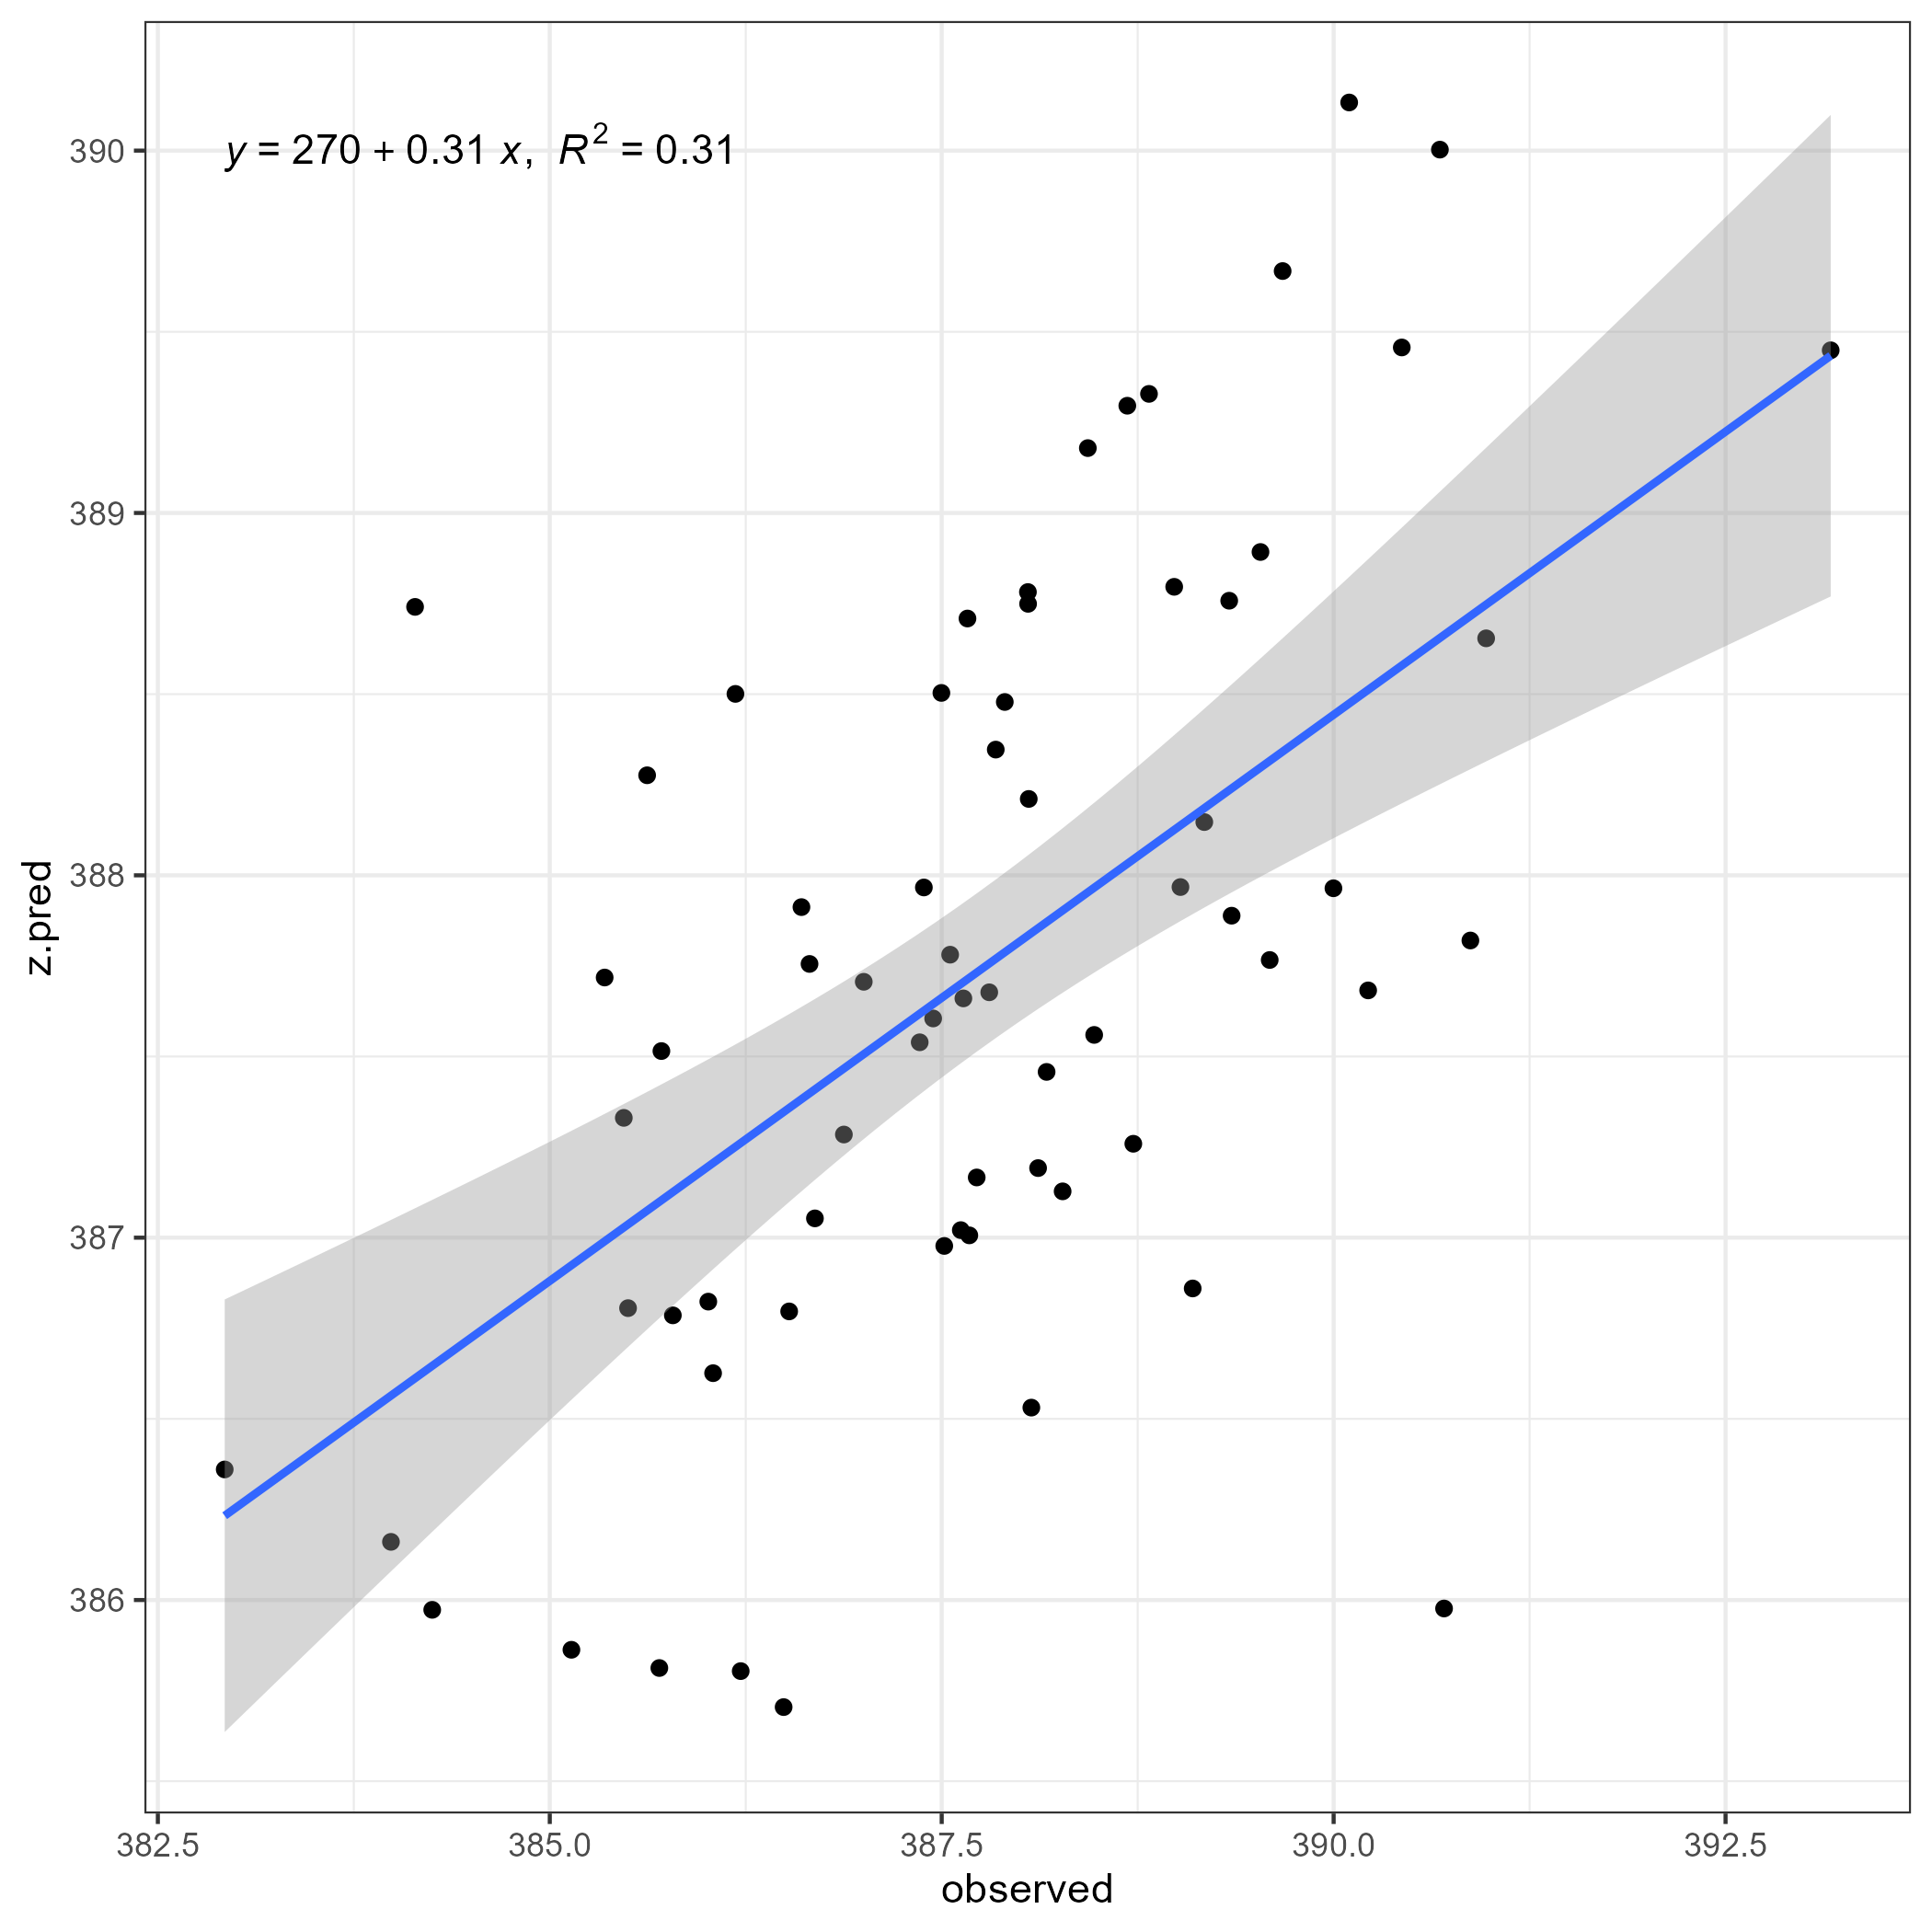 y = 270 + 0.31 x, R² = 0.31
390
389
388
387
386
z.pred
382.5 385.0 387.5 390.0 392.5
observed